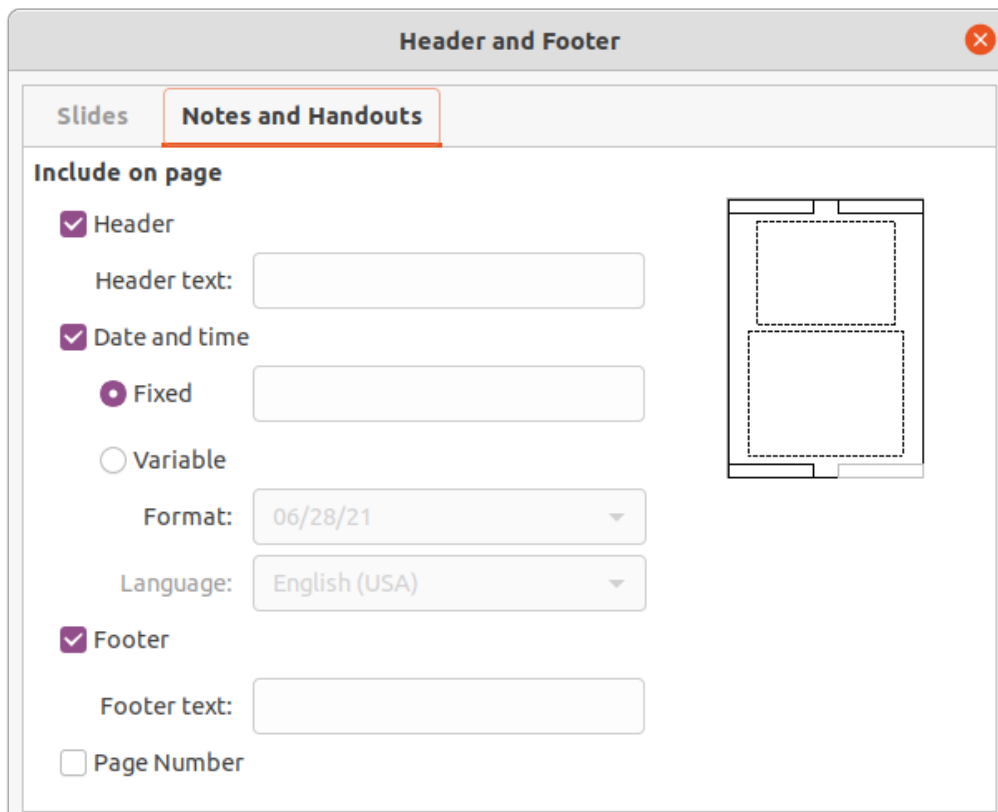 Header and Footer
Slides
Notes and Handouts
Include on page
Header
Header text:
Date and time
Fixed
Variable
Format:
06/28/21
Language:
English (USA)
Footer
Footer text:
Page Number